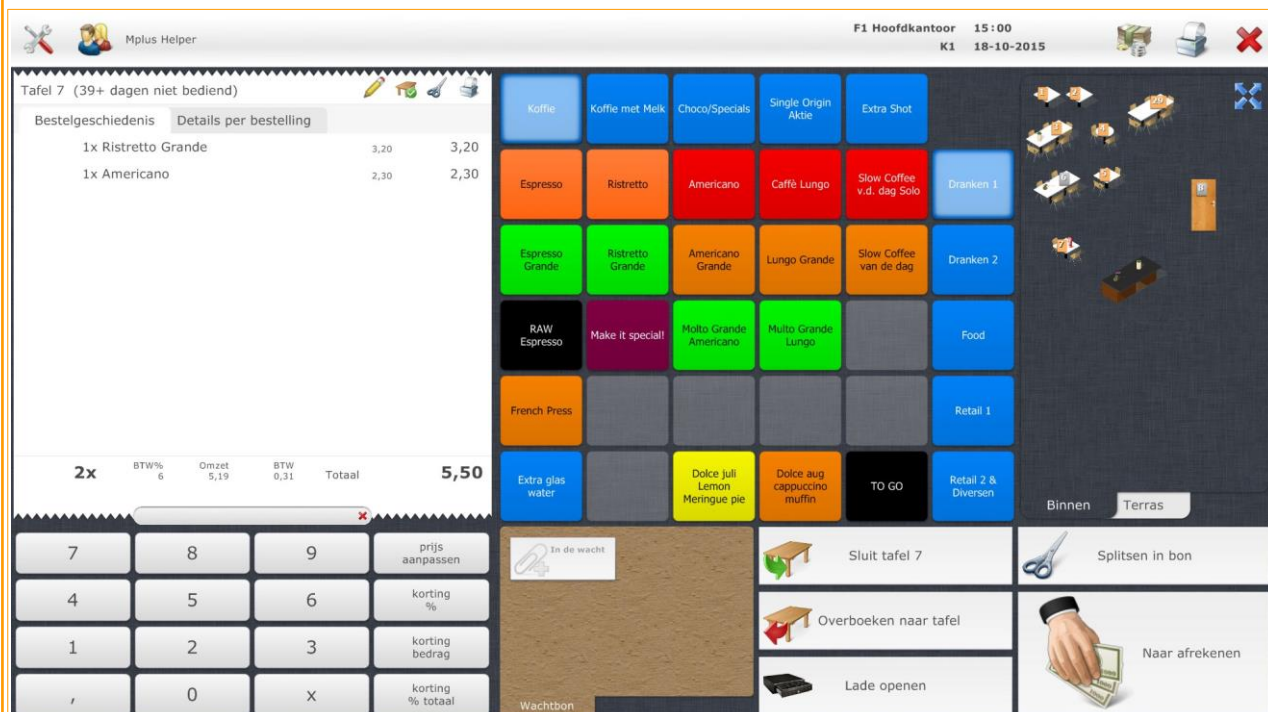 Mplus Helper
F1 Hoofdkantoor 15:00
K1 18-10-2015
Tafel 7 (39+ dagen niet bediend)
Bestelgeschiedenis Details per bestelling
1x Ristretto Grande 3,20 3,20
1x Americano 2,30 2,30
2x BTW% 6 Omzet 5,19 BTW 0,31 Totaal 5,50
7 8 9 prijs aanpassen
4 5 6 korting %
1 2 3 korting bedrag
, 0 x korting % totaal
Koffie
Koffie met Melk
Choco/Specials
Single Origin
Aktie
Extra Shot
Espresso
Ristretto
Americano
Caffè Lungo
Slow Coffee
v.d. dag Solo
Dranken 1
Espresso
Grande
Ristretto
Grande
Americano
Grande
Lungo Grande
Slow Coffee
van de dag
Dranken 2
RAW
Espresso
Make it special!
Molto Grande
Americano
Multo Grande
Lungo
Food
French Press
Retail 1
Extra glas
water
Dolce juli
Lemon
Meringue pie
Dolce aug
cappuccino
muffin
TO GO
Retail 2 &
Diversen
Binnen Terras
In de wacht
Wachtbon
Sluit tafel 7
Overboeken naar tafel
Lade openen
Splitsen in bon
Naar afrekenen